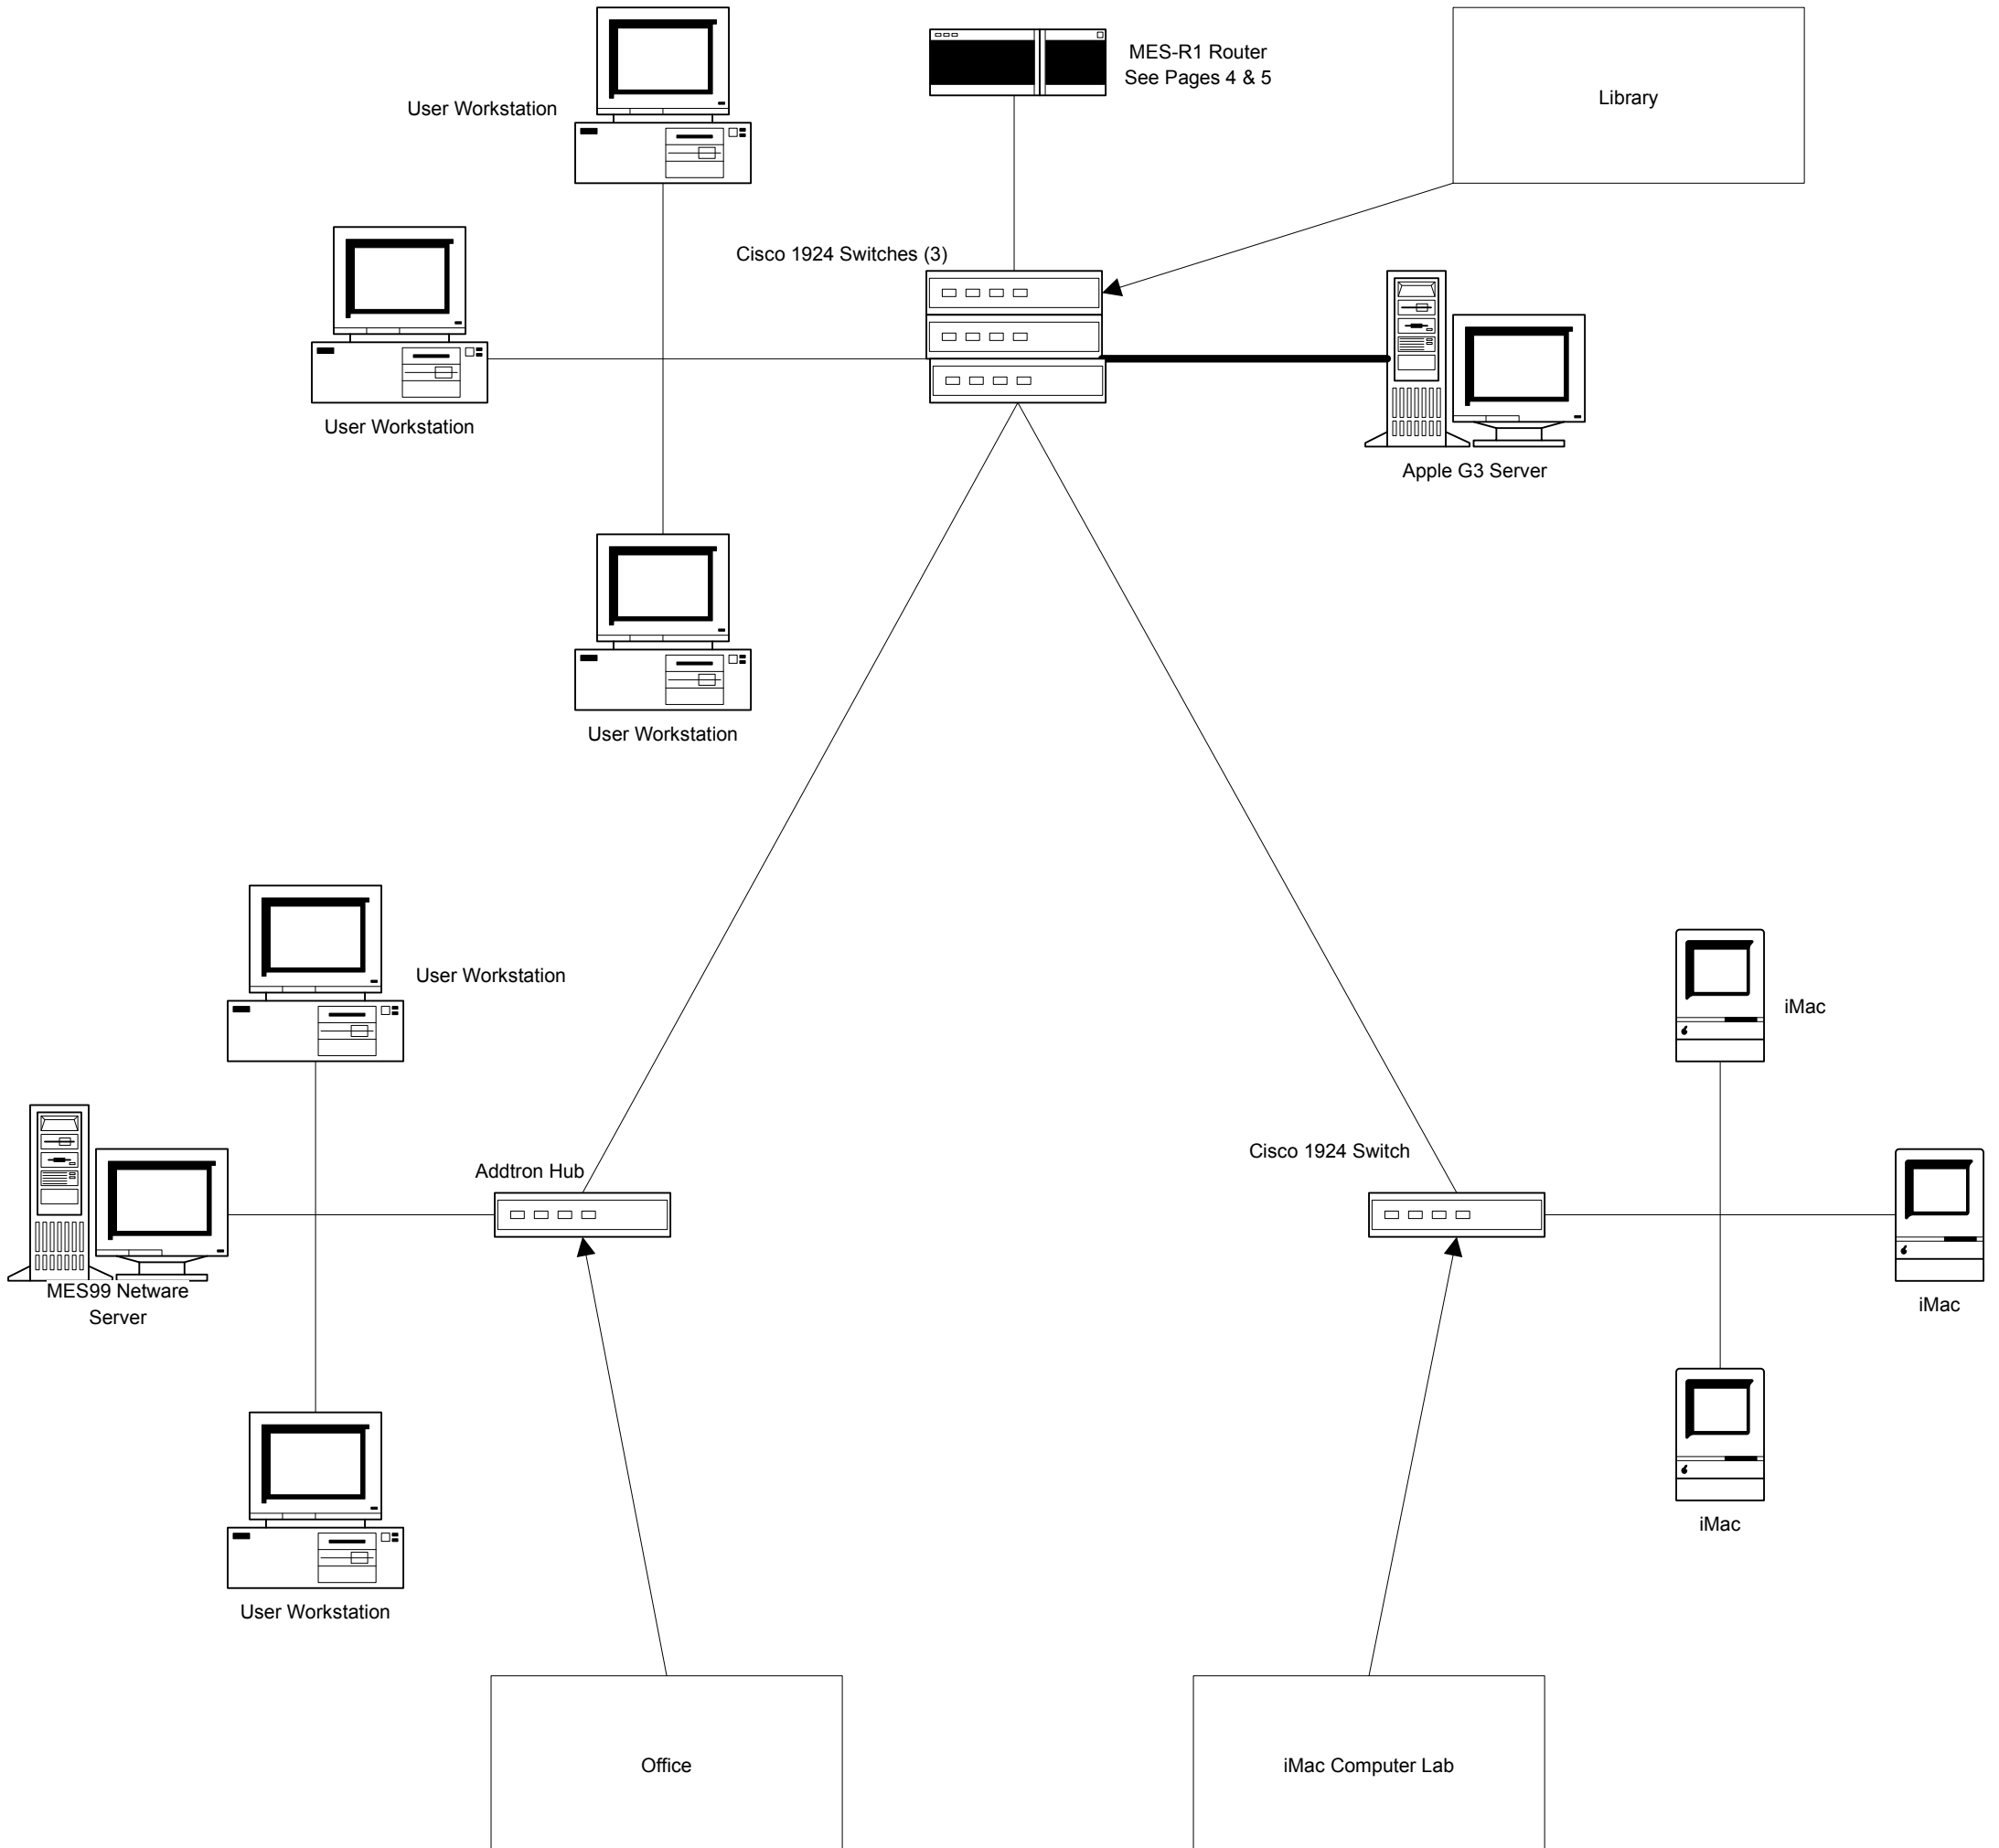 MES-R1 Router
See Pages 4 & 5
Library
User Workstation
Cisco 1924 Switches (3)
User Workstation
Apple G3 Server
User Workstation
User Workstation
iMac
Cisco 1924 Switch
Addtron Hub
MES99 Netware
Server
iMac
iMac
User Workstation
Office
iMac Computer Lab